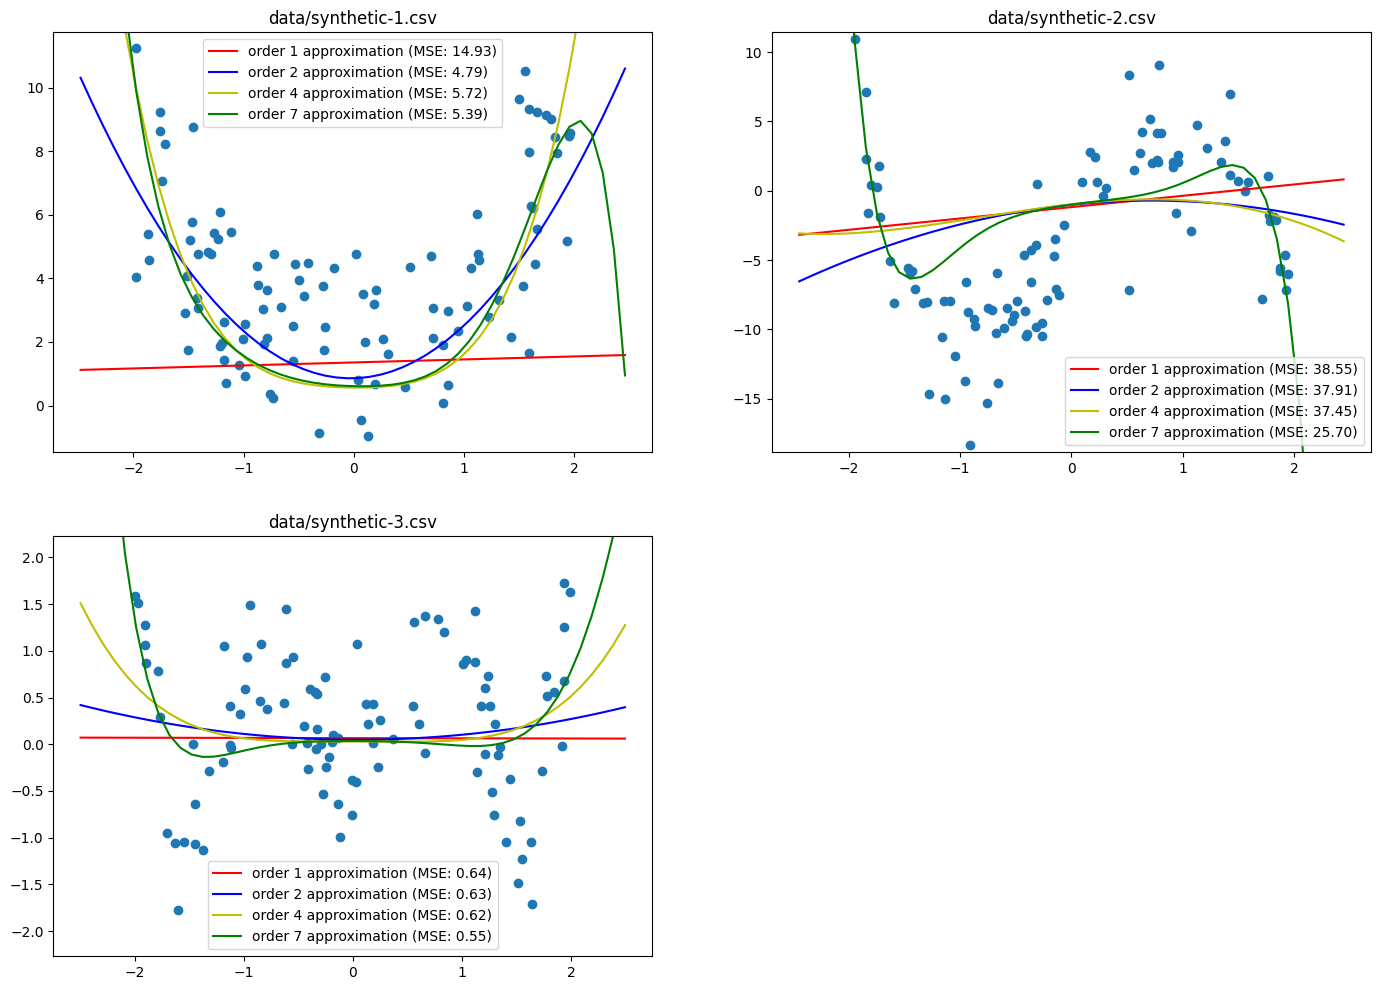 data/synthetic-1.csv
order 1 approximation (MSE: 14.93)
order 2 approximation (MSE: 4.79)
order 4 approximation (MSE: 5.72)
order 7 approximation (MSE: 5.39)
10
8
6
4
2
0
−2 −1 0 1 2
data/synthetic-2.csv
10
5
0
−5
−10
−15
order 1 approximation (MSE: 38.55)
order 2 approximation (MSE: 37.91)
order 4 approximation (MSE: 37.45)
order 7 approximation (MSE: 25.70)
−2 −1 0 1 2
data/synthetic-3.csv
2.0
1.5
1.0
0.5
0.0
−0.5
−1.0
−1.5
−2.0
order 1 approximation (MSE: 0.64)
order 2 approximation (MSE: 0.63)
order 4 approximation (MSE: 0.62)
order 7 approximation (MSE: 0.55)
−2 −1 0 1 2